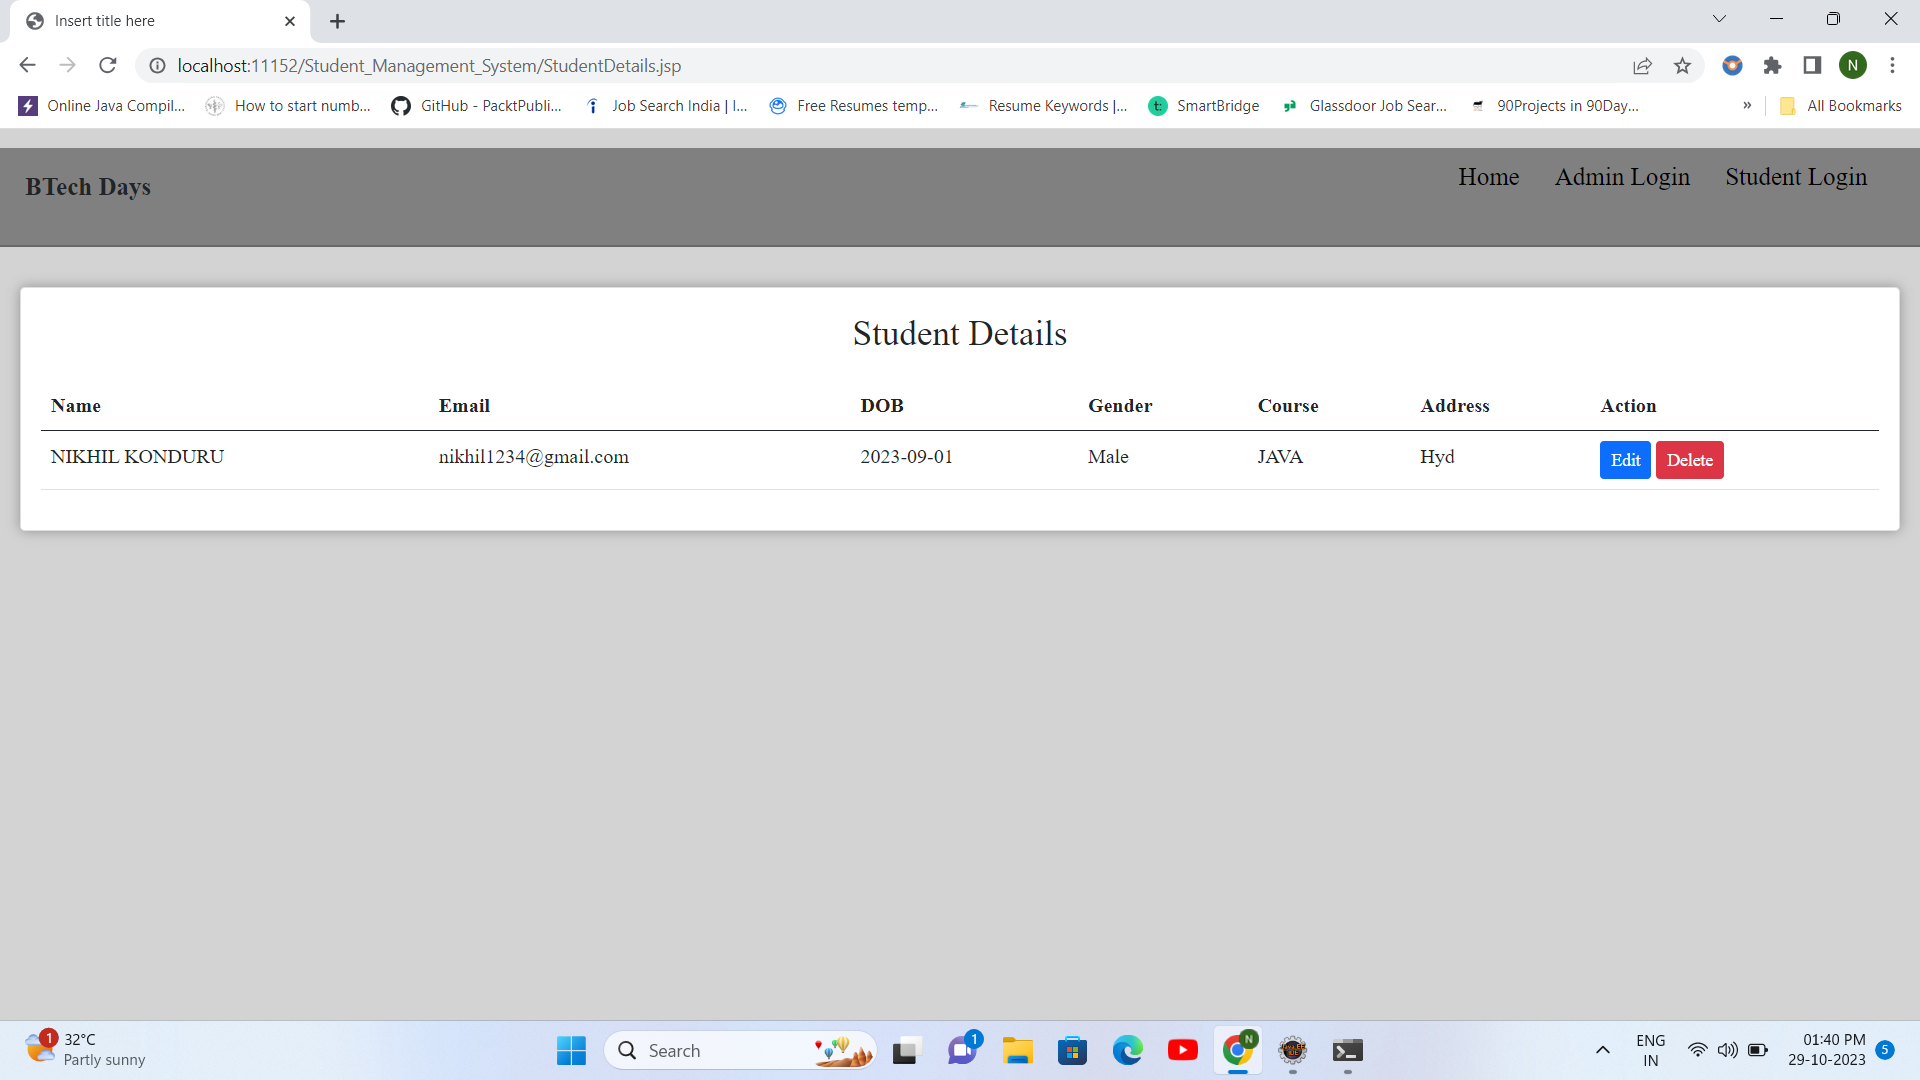 Insert title here
localhost:11152/Student_Management_System/StudentDetails.jsp
N
Online Java Compil... How to start numb... GitHub - PacktPubli... Job Search India | I... Free Resumes temp... Resume Keywords |... t: SmartBridge Glassdoor Job Sear... 90Projects in 90Day... » All Bookmarks
BTech Days Home Admin Login Student Login
Student Details
Name Email DOB Gender Course Address Action
NIKHIL KONDURU nikhil1234@gmail.com 2023-09-01 Male JAVA Hyd Edit Delete
1 32°C
Partly sunny
Search
1
N
ENG
IN
01:40 PM
29-10-2023
5